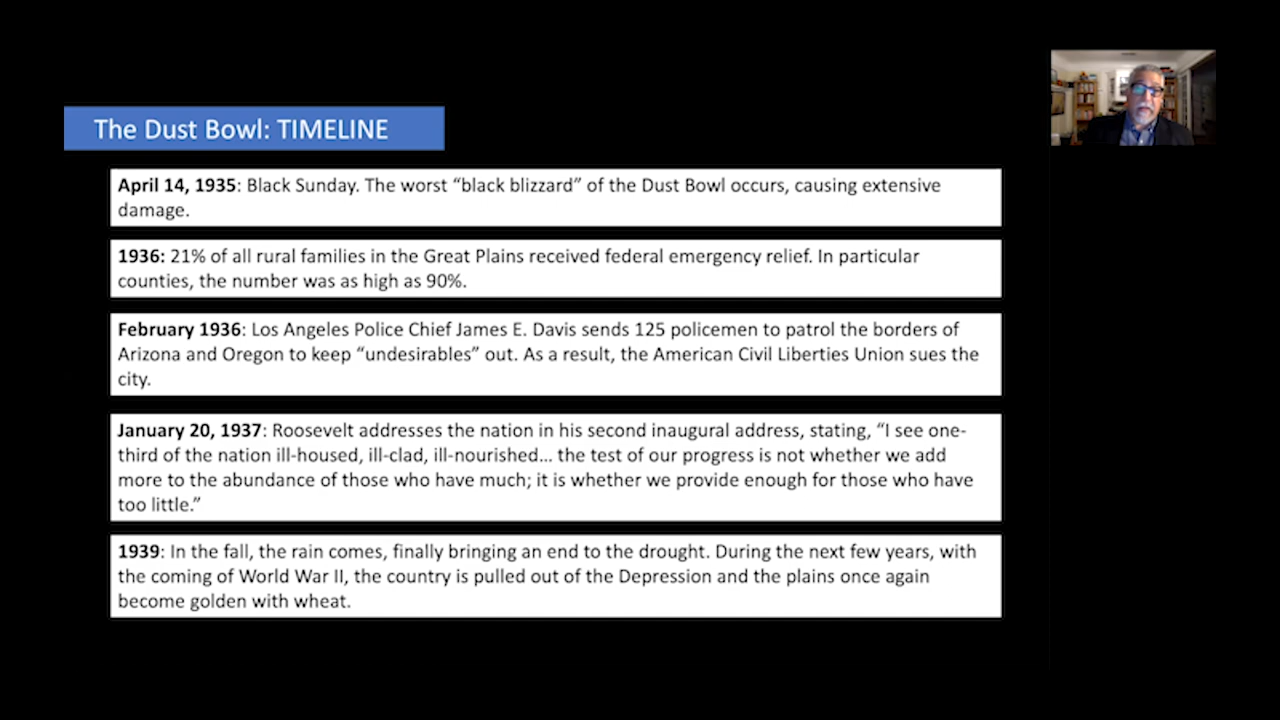 The Dust Bowl: TIMELINE
April 14, 1935: Black Sunday. The worst “black blizzard” of the Dust Bowl occurs, causing extensive
damage.
1936: 21% of all rural families in the Great Plains received federal emergency relief. In particular
counties, the number was as high as 90%.
February 1936: Los Angeles Police Chief James E. Davis sends 125 policemen to patrol the borders of
Arizona and Oregon to keep “undesirables” out. As a result, the American Civil Liberties Union sues the
city.
January 20, 1937: Roosevelt addresses the nation in his second inaugural address, stating, “I see one-
third of the nation ill-housed, ill-clad, ill-nourished... the test of our progress is not whether we add
more to the abundance of those who have much; it is whether we provide enough for those who have
too little.”
1939: In the fall, the rain comes, finally bringing an end to the drought. During the next few years, with
the coming of World War II, the country is pulled out of the Depression and the plains once again
become golden with wheat.